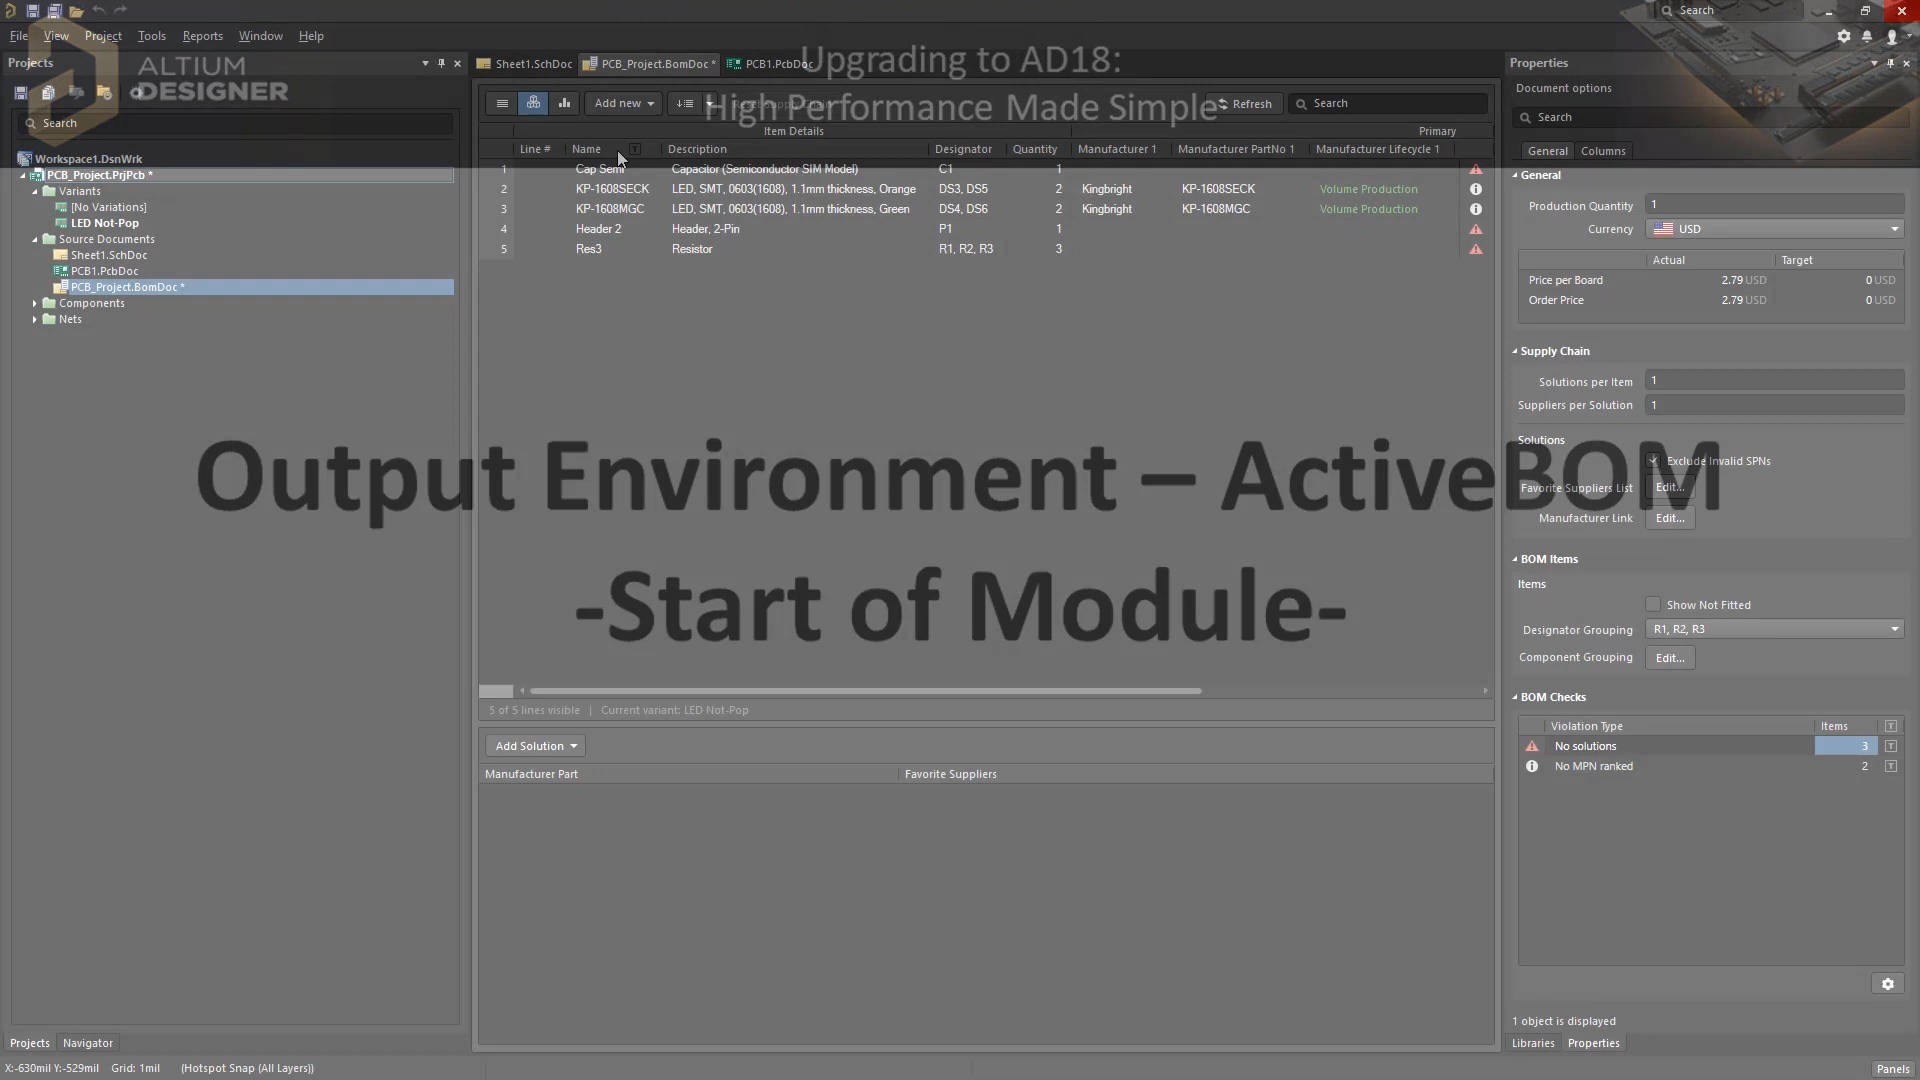 Search
File View Project Tools Reports Window Help
Upgrading to AD18:
High Performance Made Simple
ALTIUM
DESIGNER
Projects
Search
Workspace1.DsnWrk
PCB_Project.PrjPcb *
Variants
[No Variations]
LED Not-Pop
Source Documents
Sheet1.SchDoc
PCB1.PcbDoc
PCB_Project.BomDoc *
Components
Nets
Projects Navigator
Sheet1.SchDoc PCB_Project.BomDoc * PCB1.PcbDoc
Add new Refresh Search
Item Details Primary
Line # Name Description Designator Quantity Manufacturer 1 Manufacturer PartNo 1 Manufacturer Lifecycle 1
1 Cap Semi Capacitor (Semiconductor SIM Model) C1 1
2 KP-1608SECK LED, SMT, 0603(1608), 1.1mm thickness, Orange DS3, DS5 2 Kingbright KP-1608SECK Volume Production
3 KP-1608MGC LED, SMT, 0603(1608), 1.1mm thickness, Green DS4, DS6 2 Kingbright KP-1608MGC Volume Production
4 Header 2 Header, 2-Pin P1 1
5 Res3 Resistor R1, R2, R3 3
Output Environment – ActiveBOM
-Start of Module-
5 of 5 lines visible | Current variant: LED Not-Pop
Add Solution
Manufacturer Part Favorite Suppliers
Properties
Document options
Search
General Columns
General
Production Quantity 1
Currency USD
Actual Target
Price per Board 2.79 USD 0 USD
Order Price 2.79 USD 0 USD
Supply Chain
Solutions per Item 1
Suppliers per Solution 1
Solutions
Exclude Invalid SPNs
Favorite Suppliers List Edit...
Manufacturer Link Edit...
BOM Items
Items
Show Not Fitted
Designator Grouping R1, R2, R3
Component Grouping Edit...
BOM Checks
Violation Type Items
No solutions 3
No MPN ranked 2
1 object is displayed
Libraries Properties
X:-630mil Y:-529mil Grid: 1mil (Hotspot Snap (All Layers))
Panels